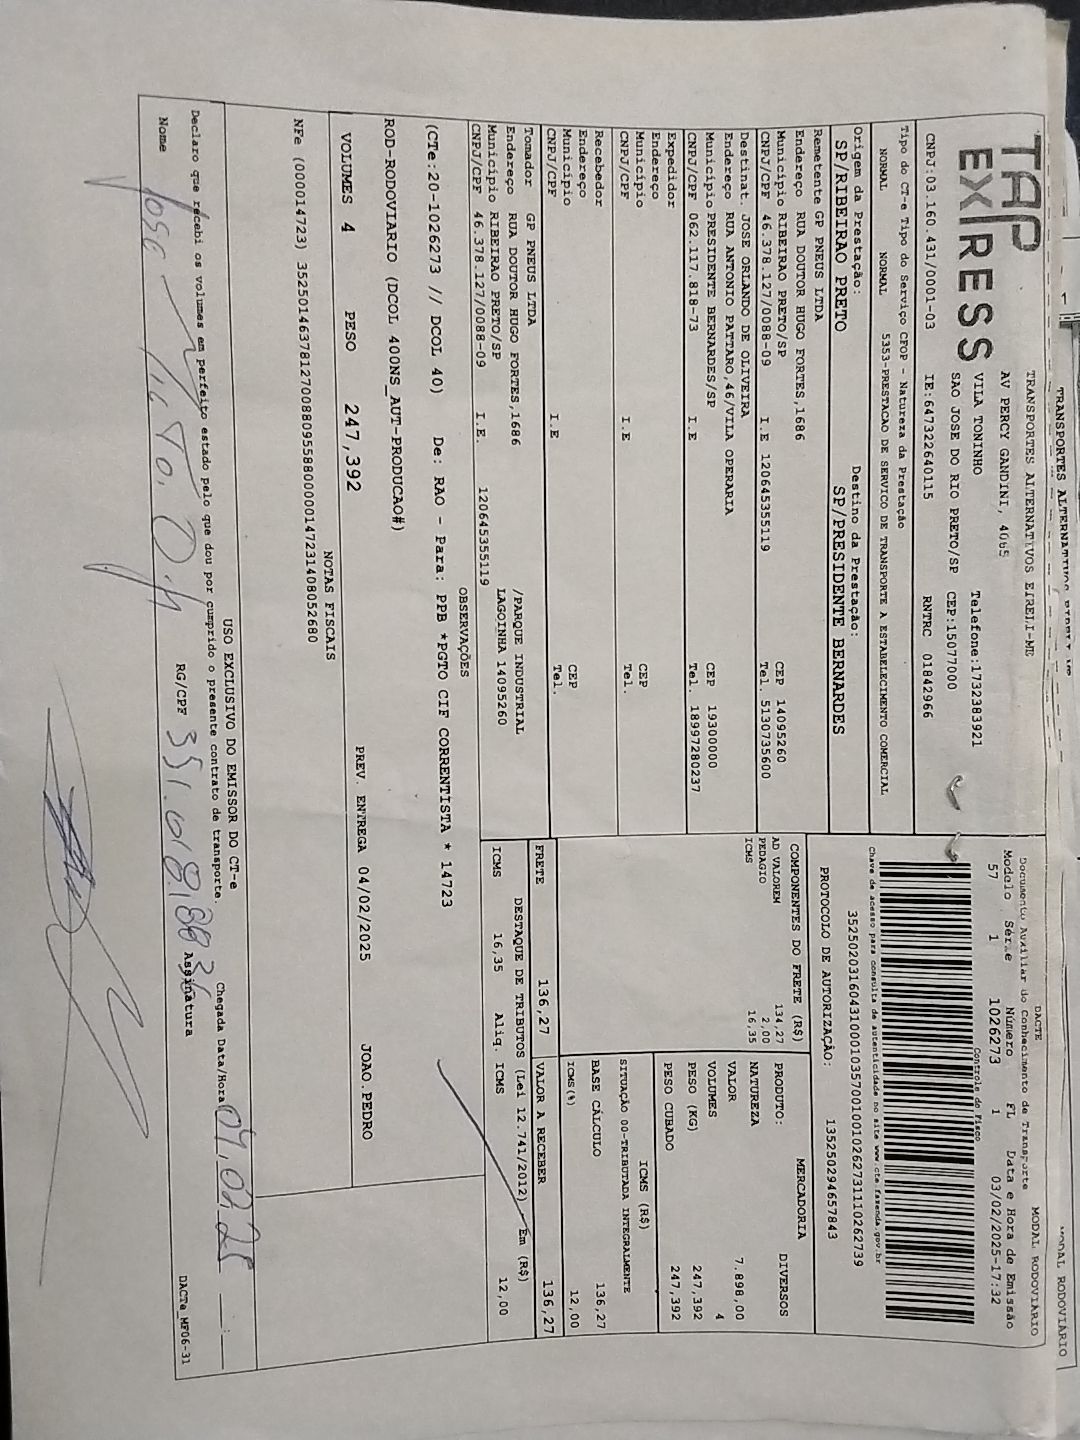 TRANSPORTES ALTERNATIVOS EIRELI-ME
MODAL RODOVIARIO
TAP
EXPRESS
TRANSPORTES ALTERNATIVOS EIRELI-ME
AV PERCY GANDINI, 4065
VILA TONINHO Telefone:1732383921
SAO JOSE DO RIO PRETO/SP CEP:15077000
CNPJ:03.160.431/0001-03 IE:647322640115 RNTRC 01842966
DACTE MODAL RODOVIÁRIO
Documento Auxiliar do Conhecimento de Transporte
Modelo Série Número FL Data e Hora de Emissão
57 1 1026273 1 03/02/2025-17:32
Controle do Fisco
Chave de acesso para consulta de autenticidade no site www.cte.fazenda.gov.br
35250203160431000103570010010262731110262739
PROTOCOLO DE AUTORIZAÇÃO: 135250294657843
Tipo do CT-e Tipo do Serviço CFOP - Natureza da Prestação
NORMAL NORMAL 5353-PRESTACAO DE SERVICO DE TRANSPORTE A ESTABELECIMENTO COMERCIAL
Origem da Prestação: Destino da Prestação:
SP/RIBEIRAO PRETO SP/PRESIDENTE BERNARDES
Remetente GP PNEUS LTDA
Endereço RUA DOUTOR HUGO FORTES,1686
Município RIBEIRAO PRETO/SP CEP 14095260
CNPJ/CPF 46.378.127/0088-09 I.E 120645355119 Tel. 5130735600
Destinat. JOSE ORLANDO DE OLIVEIRA
Endereço RUA ANTONIO PATTARO,46/VILA OPERARIA
Município PRESIDENTE BERNARDES/SP CEP 19300000
CNPJ/CPF 062.117.818-73 I.E Tel. 18997280237
Expedidor
Endereço
Município CEP
CNPJ/CPF I.E Tel.
Recebedor
Endereço
Município CEP
CNPJ/CPF I.E Tel.
Tomador GP PNEUS LTDA
Endereço RUA DOUTOR HUGO FORTES,1686 /PARQUE INDUSTRIAL
Município RIBEIRAO PRETO/SP LAGOINHA 14095260
CNPJ/CPF 46.378.127/0088-09 I.E. 120645355119
COMPONENTES DO FRETE (R$)
AD VALOREM 134,27
PEDAGIO 2,00
ICMS 16,35
MERCADORIA
PRODUTO: DIVERSOS
NATUREZA
VALOR 7.898,00
VOLUMES 4
PESO (KG) 247,392
PESO CUBADO 247,392
ICMS (R$)
SITUAÇÃO 00-TRIBUTADA INTEGRALMENTE
BASE CÁLCULO 136,27
ICMS(%) 12,00
FRETE 136,27 VALOR A RECEBER 136,27
DESTAQUE DE TRIBUTOS (Lei 12.741/2012) - Em (R$)
ICMS 16,35 Aliq. ICMS 12,00
OBSERVAÇÕES
(CTe:20-1026273 // DCOL 40) De: RAO - Para: PPB *PGTO CIF CORRENTISTA * 14723
ROD-RODOVIARIO (DCOL 400NS_AUT-PRODUCAO#)
VOLUMES 4 PESO 247,392 PREV. ENTREGA 04/02/2025 JOAO.PEDRO
NOTAS FISCAIS
NFe (000014723) 35250146378127008809558800000147231408052680
USO EXCLUSIVO DO EMISSOR DO CT-e
Declaro que recebi os volumes em perfeito estado pelo que dou por cumprido o presente contrato de transporte.
Chegada Data/Hora 04.02.25
Nome Jose RG/CPF Assinatura
DACTe_MF06-31